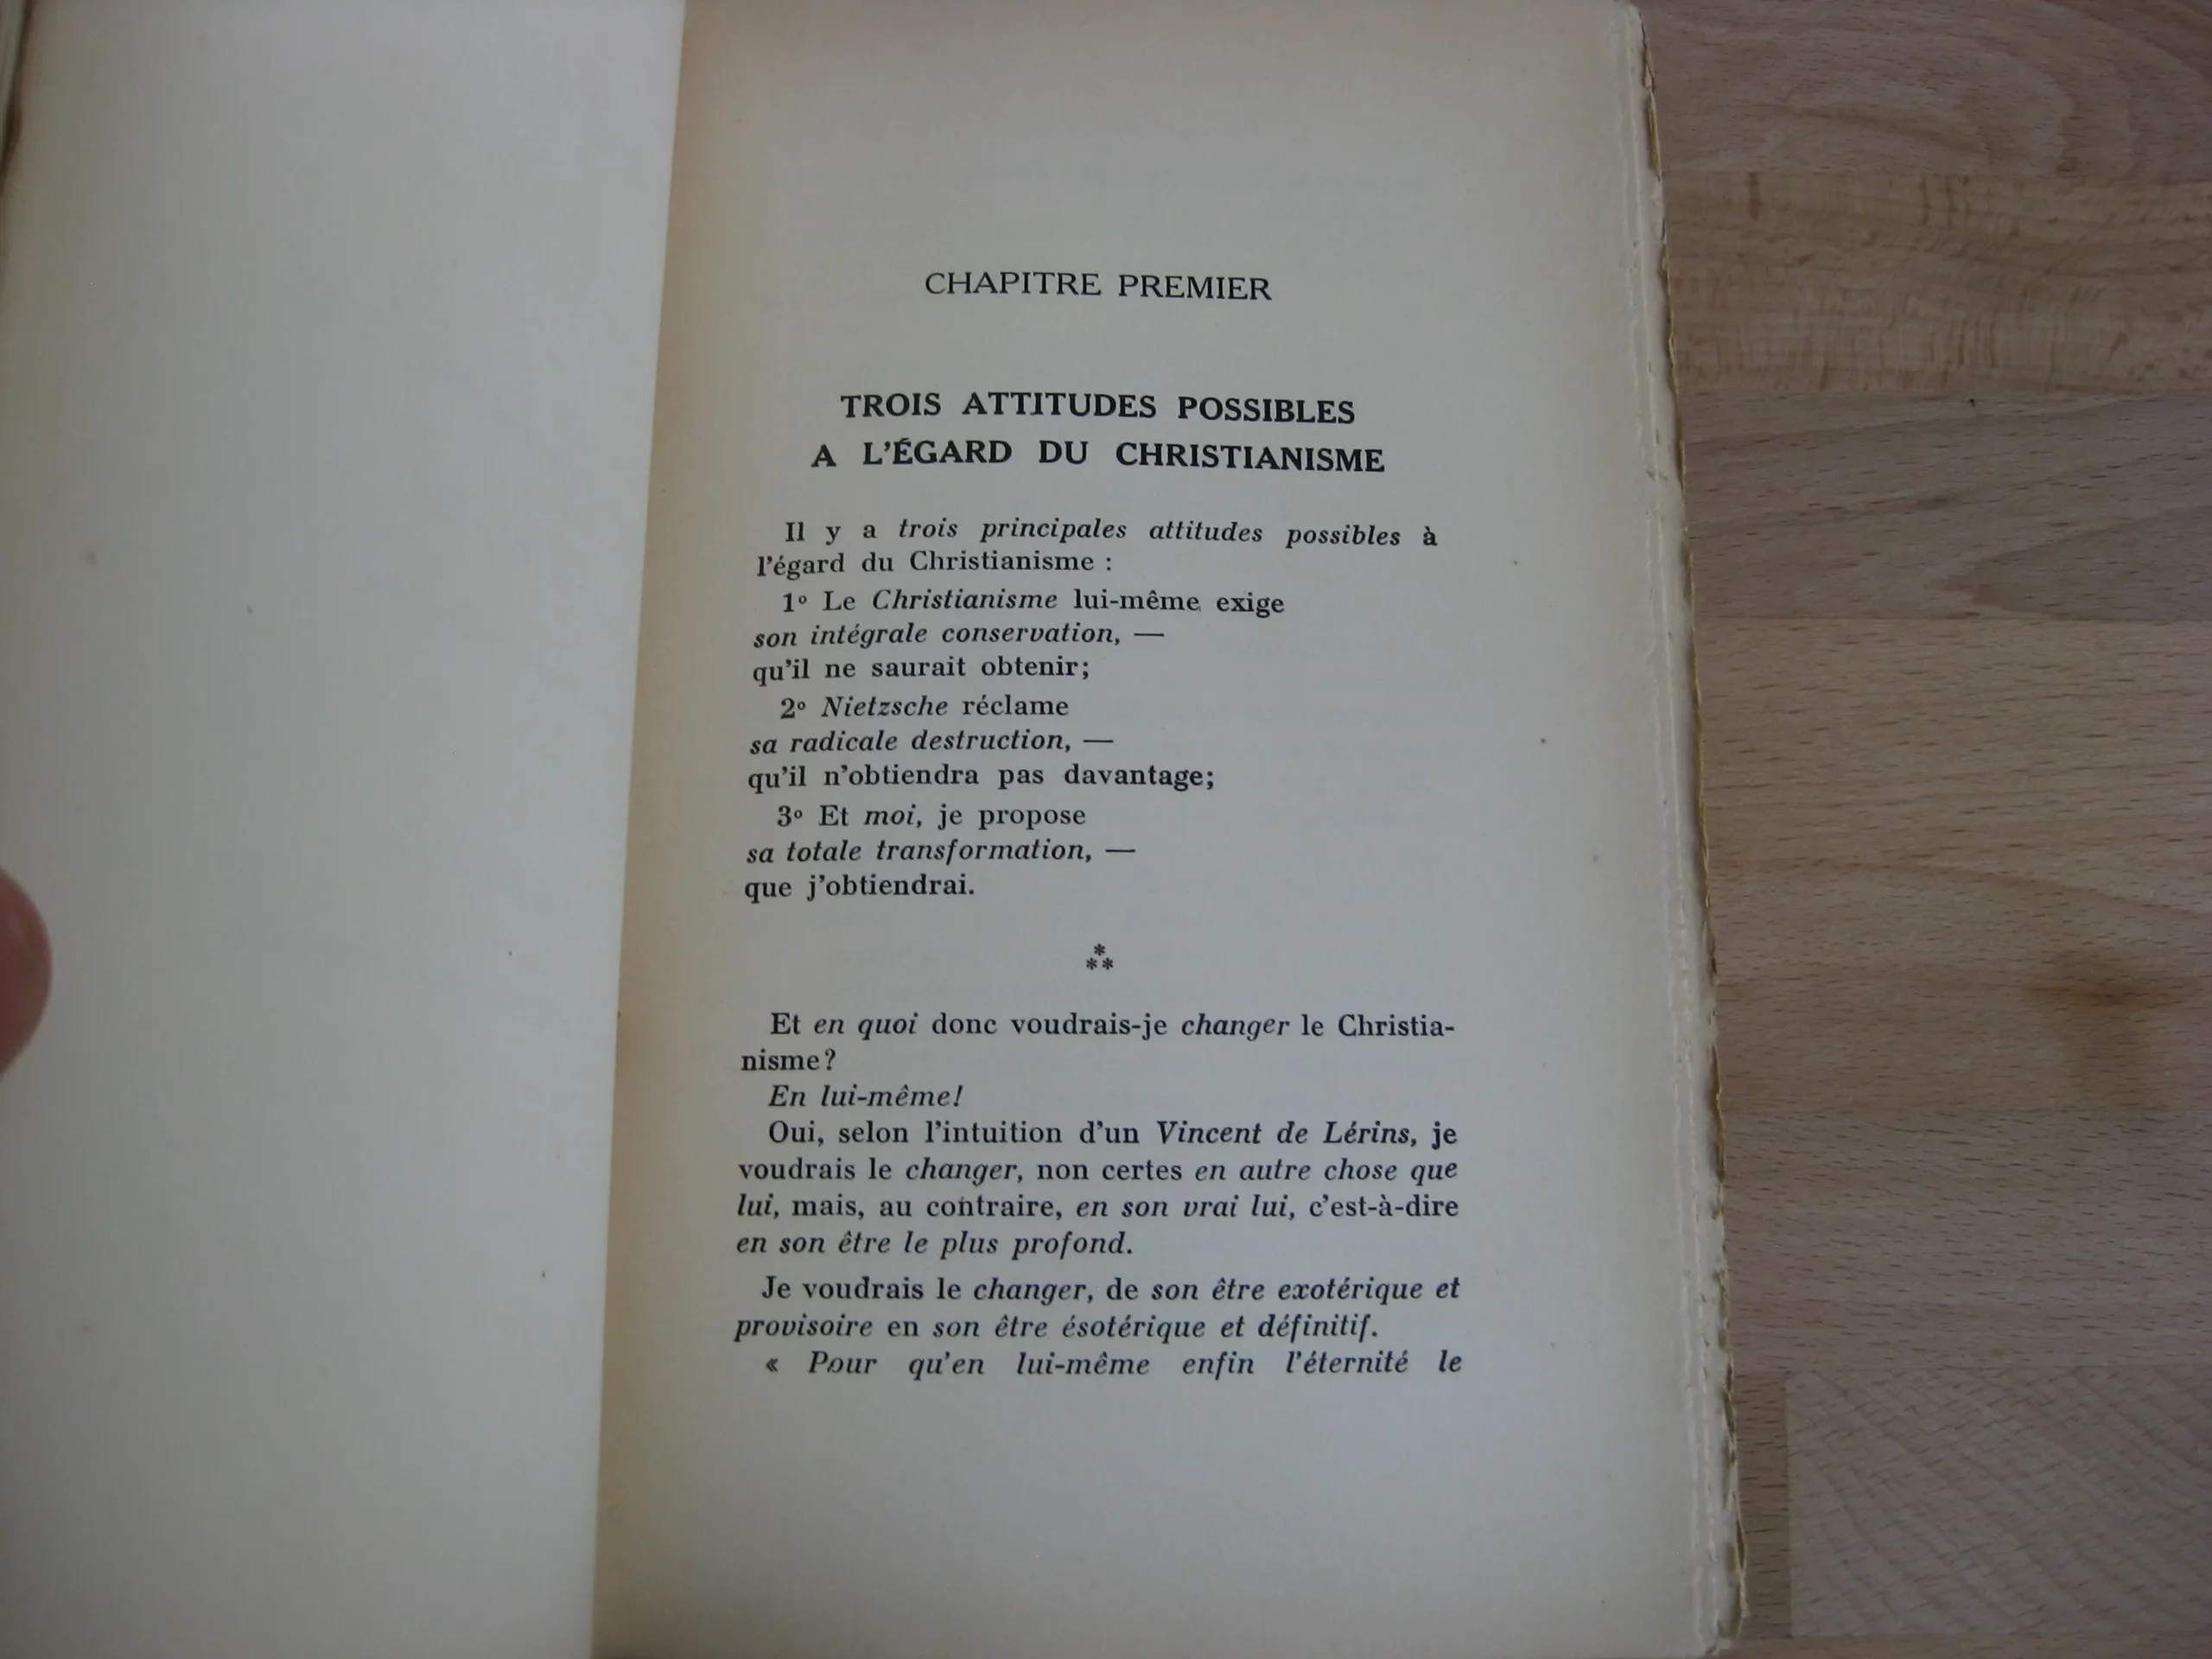 CHAPITRE PREMIER
TROIS ATTITUDES POSSIBLES
A L'ÉGARD DU CHRISTIANISME
Il y a trois principales attitudes possibles à
l'égard du Christianisme :
1º Le Christianisme lui-même exige
son intégrale conservation, —
qu'il ne saurait obtenir;
2º Nietzsche réclame
sa radicale destruction, —
qu'il n'obtiendra pas davantage;
3º Et moi, je propose
sa totale transformation, —
que j'obtiendrai.
⁂
Et en quoi donc voudrais-je changer le Christia-
nisme?
En lui-même!
Oui, selon l'intuition d'un Vincent de Lérins, je
voudrais le changer, non certes en autre chose que
lui, mais, au contraire, en son vrai lui, c'est-à-dire
en son être le plus profond.
Je voudrais le changer, de son être exotérique et
provisoire en son être ésotérique et définitif.
« Pour qu'en lui-même enfin l'éternité le